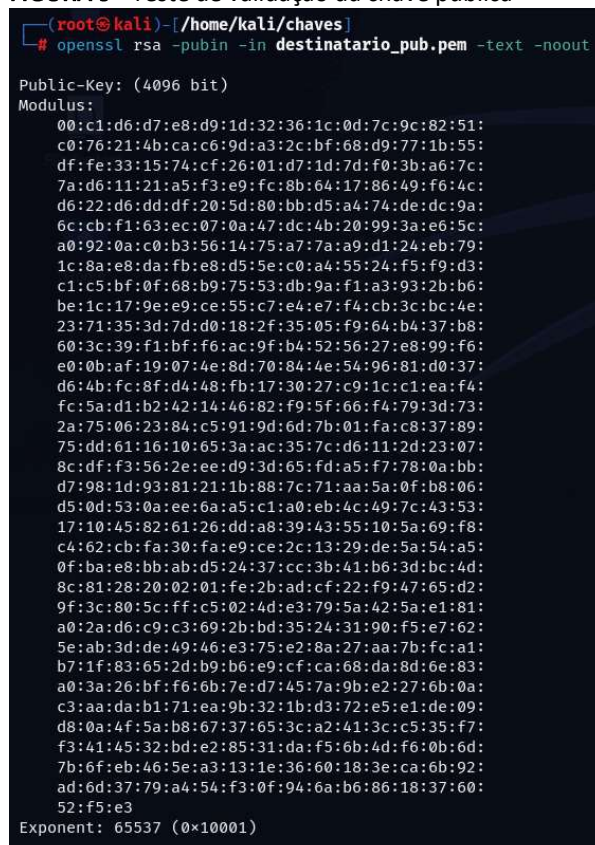 FIGURA 8 - Teste de validação da chave pública
(root㉿kali)-[/home/kali/chaves]
# openssl rsa -pubin -in destinatario_pub.pem -text -noout
Public-Key: (4096 bit)
Modulus:
00:c1:d6:d7:e8:d9:1d:32:36:1c:0d:7c:9c:82:51:
c0:76:21:4b:ca:c6:9d:a3:2c:bf:68:d9:77:1b:55:
df:fe:33:15:74:cf:26:01:d7:1d:7d:f0:3b:a6:7c:
7a:d6:11:21:a5:f3:e9:fc:8b:64:17:86:49:f6:4c:
d6:22:d6:dd:df:20:5d:80:bb:d5:a4:74:de:dc:9a:
6c:cb:f1:63:ec:07:0a:47:dc:4b:20:99:3a:e6:5c:
a0:92:0a:c0:b3:56:14:75:a7:7a:a9:d1:24:eb:79:
1c:8a:e8:da:fb:e8:d5:5e:c0:a4:55:24:f5:f9:d3:
c1:c5:bf:0f:68:b9:75:53:db:9a:f1:a3:93:2b:b6:
be:1c:17:9e:e9:ce:55:c7:e4:e7:f4:cb:3c:bc:4e:
23:71:35:3d:7d:d0:18:2f:35:05:f9:64:b4:37:b8:
60:3c:39:f1:bf:f6:ac:9f:b4:52:56:27:e8:99:f6:
e0:0b:af:19:07:4e:8d:70:84:4e:54:96:81:d0:37:
d6:4b:fc:8f:d4:48:fb:17:30:27:c9:1c:c1:ea:f4:
fc:5a:d1:b2:42:14:46:82:f9:5f:66:f4:79:3d:73:
2a:75:06:23:84:c5:91:9d:6d:7b:01:fa:c8:37:89:
75:dd:61:16:10:65:3a:ac:35:7c:d6:11:2d:23:07:
8c:df:f3:56:2e:ee:d9:3d:65:fd:a5:f7:78:0a:bb:
d7:98:1d:93:81:21:1b:88:7c:71:aa:5a:0f:b8:06:
d5:0d:53:0a:ee:6a:a5:c1:a0:eb:4c:49:7c:43:53:
17:10:45:82:61:26:dd:a8:39:43:55:10:5a:69:f8:
c4:62:cb:fa:30:fa:e9:ce:2c:13:29:de:5a:54:a5:
0f:ba:e8:bb:ab:d5:24:37:cc:3b:41:b6:3d:bc:4d:
8c:81:28:20:02:01:fe:2b:ad:cf:22:f9:47:65:d2:
9f:3c:80:5c:ff:c5:02:4d:e3:79:5a:42:5a:e1:81:
a0:2a:d6:c9:c3:69:2b:bd:35:24:31:90:f5:e7:62:
5e:ab:3d:de:49:46:e3:75:e2:8a:27:aa:7b:fc:a1:
b7:1f:83:65:2d:b9:b6:e9:cf:ca:68:da:8d:6e:83:
a0:3a:26:bf:f6:6b:7e:d7:45:7a:9b:e2:27:6b:0a:
c3:aa:da:b1:71:ea:9b:32:1b:d3:72:e5:e1:de:09:
d8:0a:4f:5a:b8:67:37:65:3c:a2:41:3c:c5:35:f7:
f3:41:45:32:bd:e2:85:31:da:f5:6b:4d:f6:0b:6d:
7b:6f:eb:46:5e:a3:13:1e:36:60:18:3e:ca:6b:92:
ad:6d:37:79:a4:54:f3:0f:94:6a:b6:86:18:37:60:
52:f5:e3
Exponent: 65537 (0×10001)